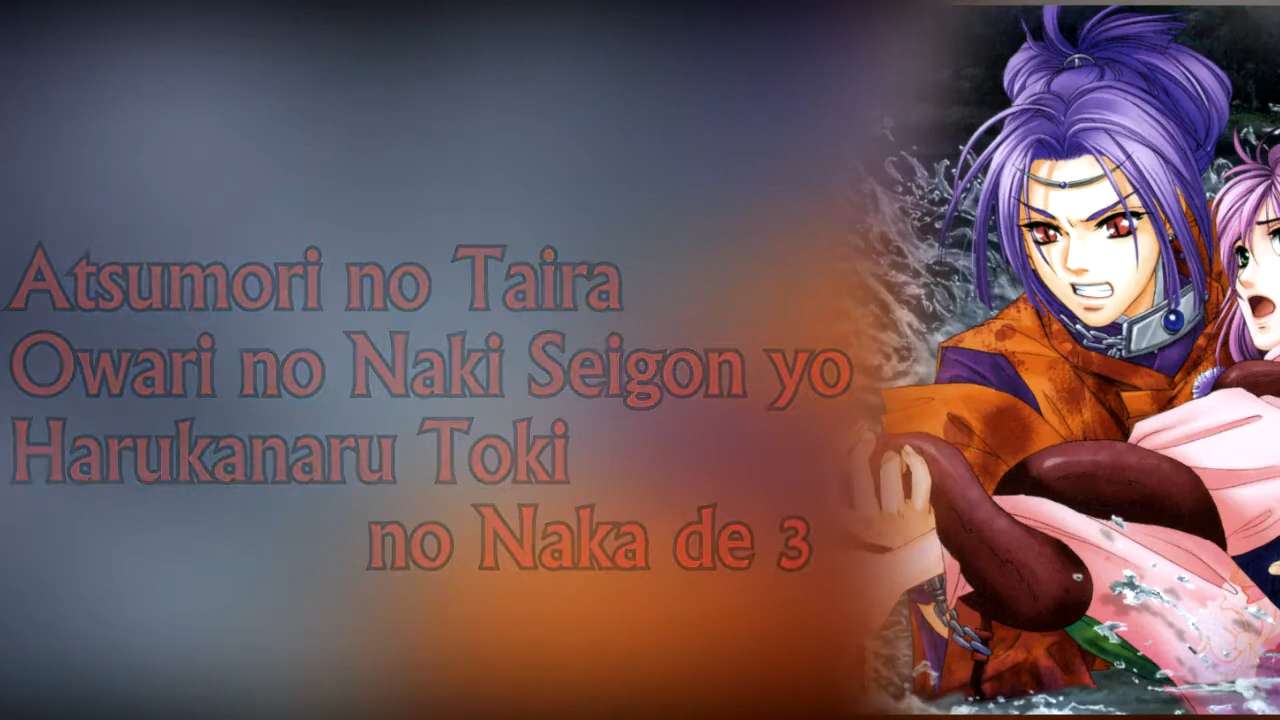 Atsumori no Taira
Owari no Naki Seigon yo
Harukanaru Toki
no Naka de 3